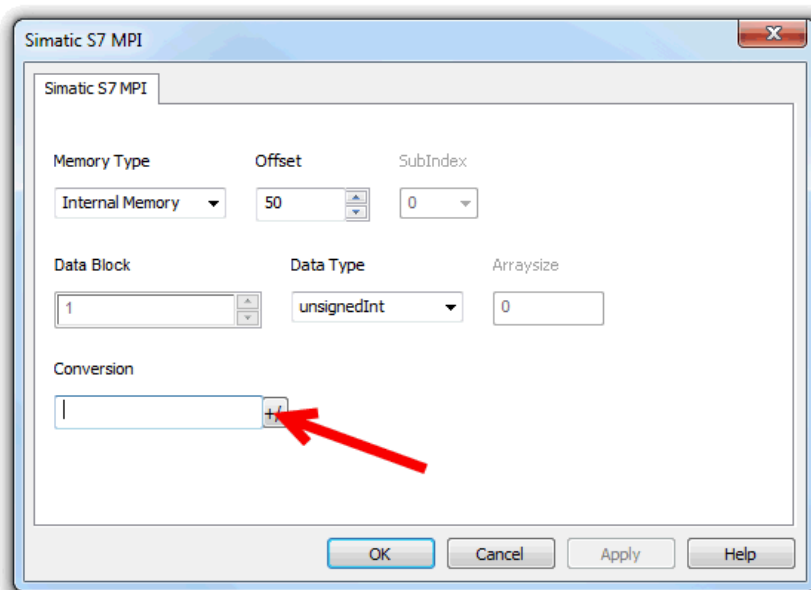 Simatic S7 MPI
Simatic S7 MPI
Memory Type Offset SubIndex
Internal Memory 50 0
Data Block Data Type Arraysize
1 unsignedInt 0
Conversion
+/
OK Cancel Apply Help